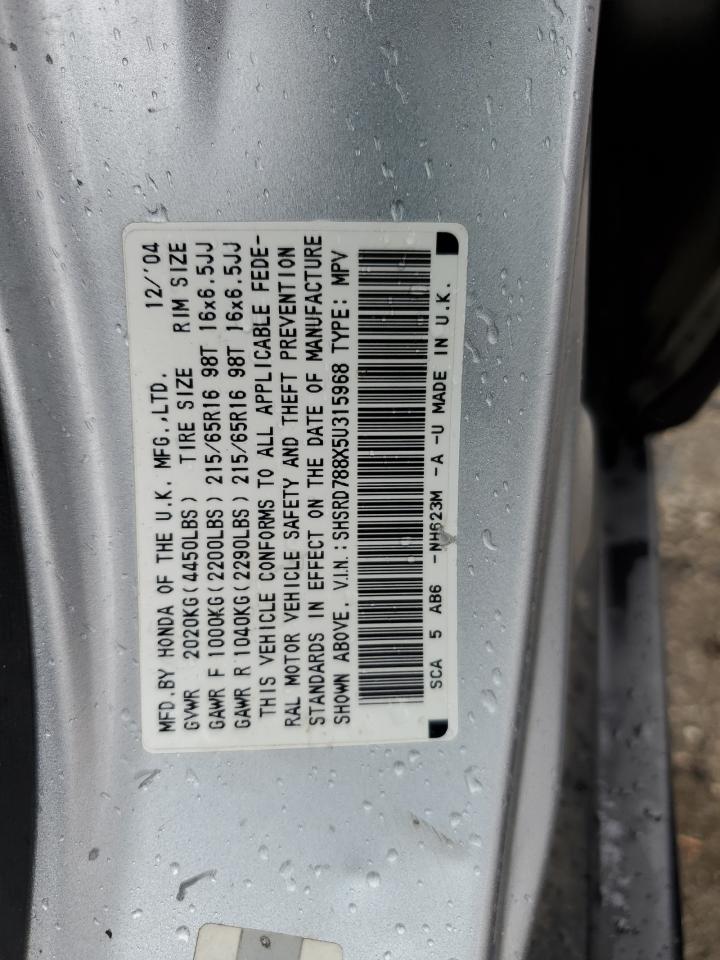 MFD.BY HONDA OF THE U.K. MFG.,LTD. 12/'04
GVWR 2020KG(4450LBS) TIRE SIZE RIM SIZE
GAWR F 1000KG(2200LBS) 215/65R16 98T 16x6.5JJ
GAWR R 1040KG(2290LBS) 215/65R16 98T 16x6.5JJ
THIS VEHICLE CONFORMS TO ALL APPLICABLE FEDE-
RAL MOTOR VEHICLE SAFETY AND THEFT PREVENTION
STANDARDS IN EFFECT ON THE DATE OF MANUFACTURE
SHOWN ABOVE. V.I.N.:SHSRD788X5U315968 TYPE: MPV
SCA 5 AB6 -NH623M -A -U MADE IN U.K.